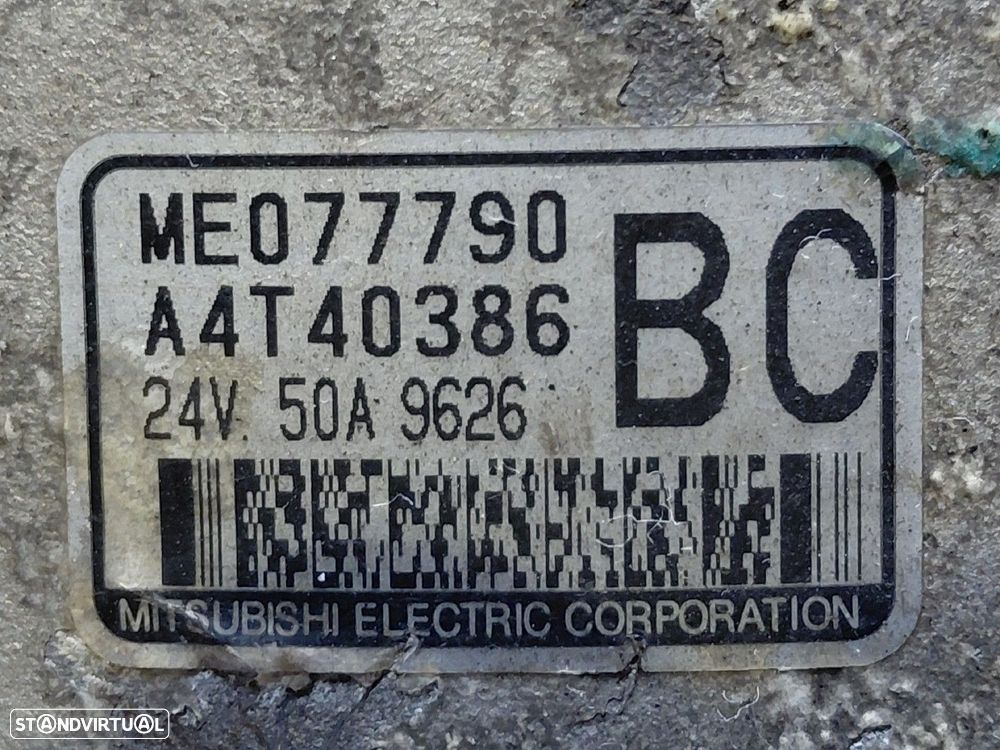 ME077790
A4T40386
BC
24V. 50A 9626
MITSUBISHI ELECTRIC CORPORATION
STANDVIRTUAL